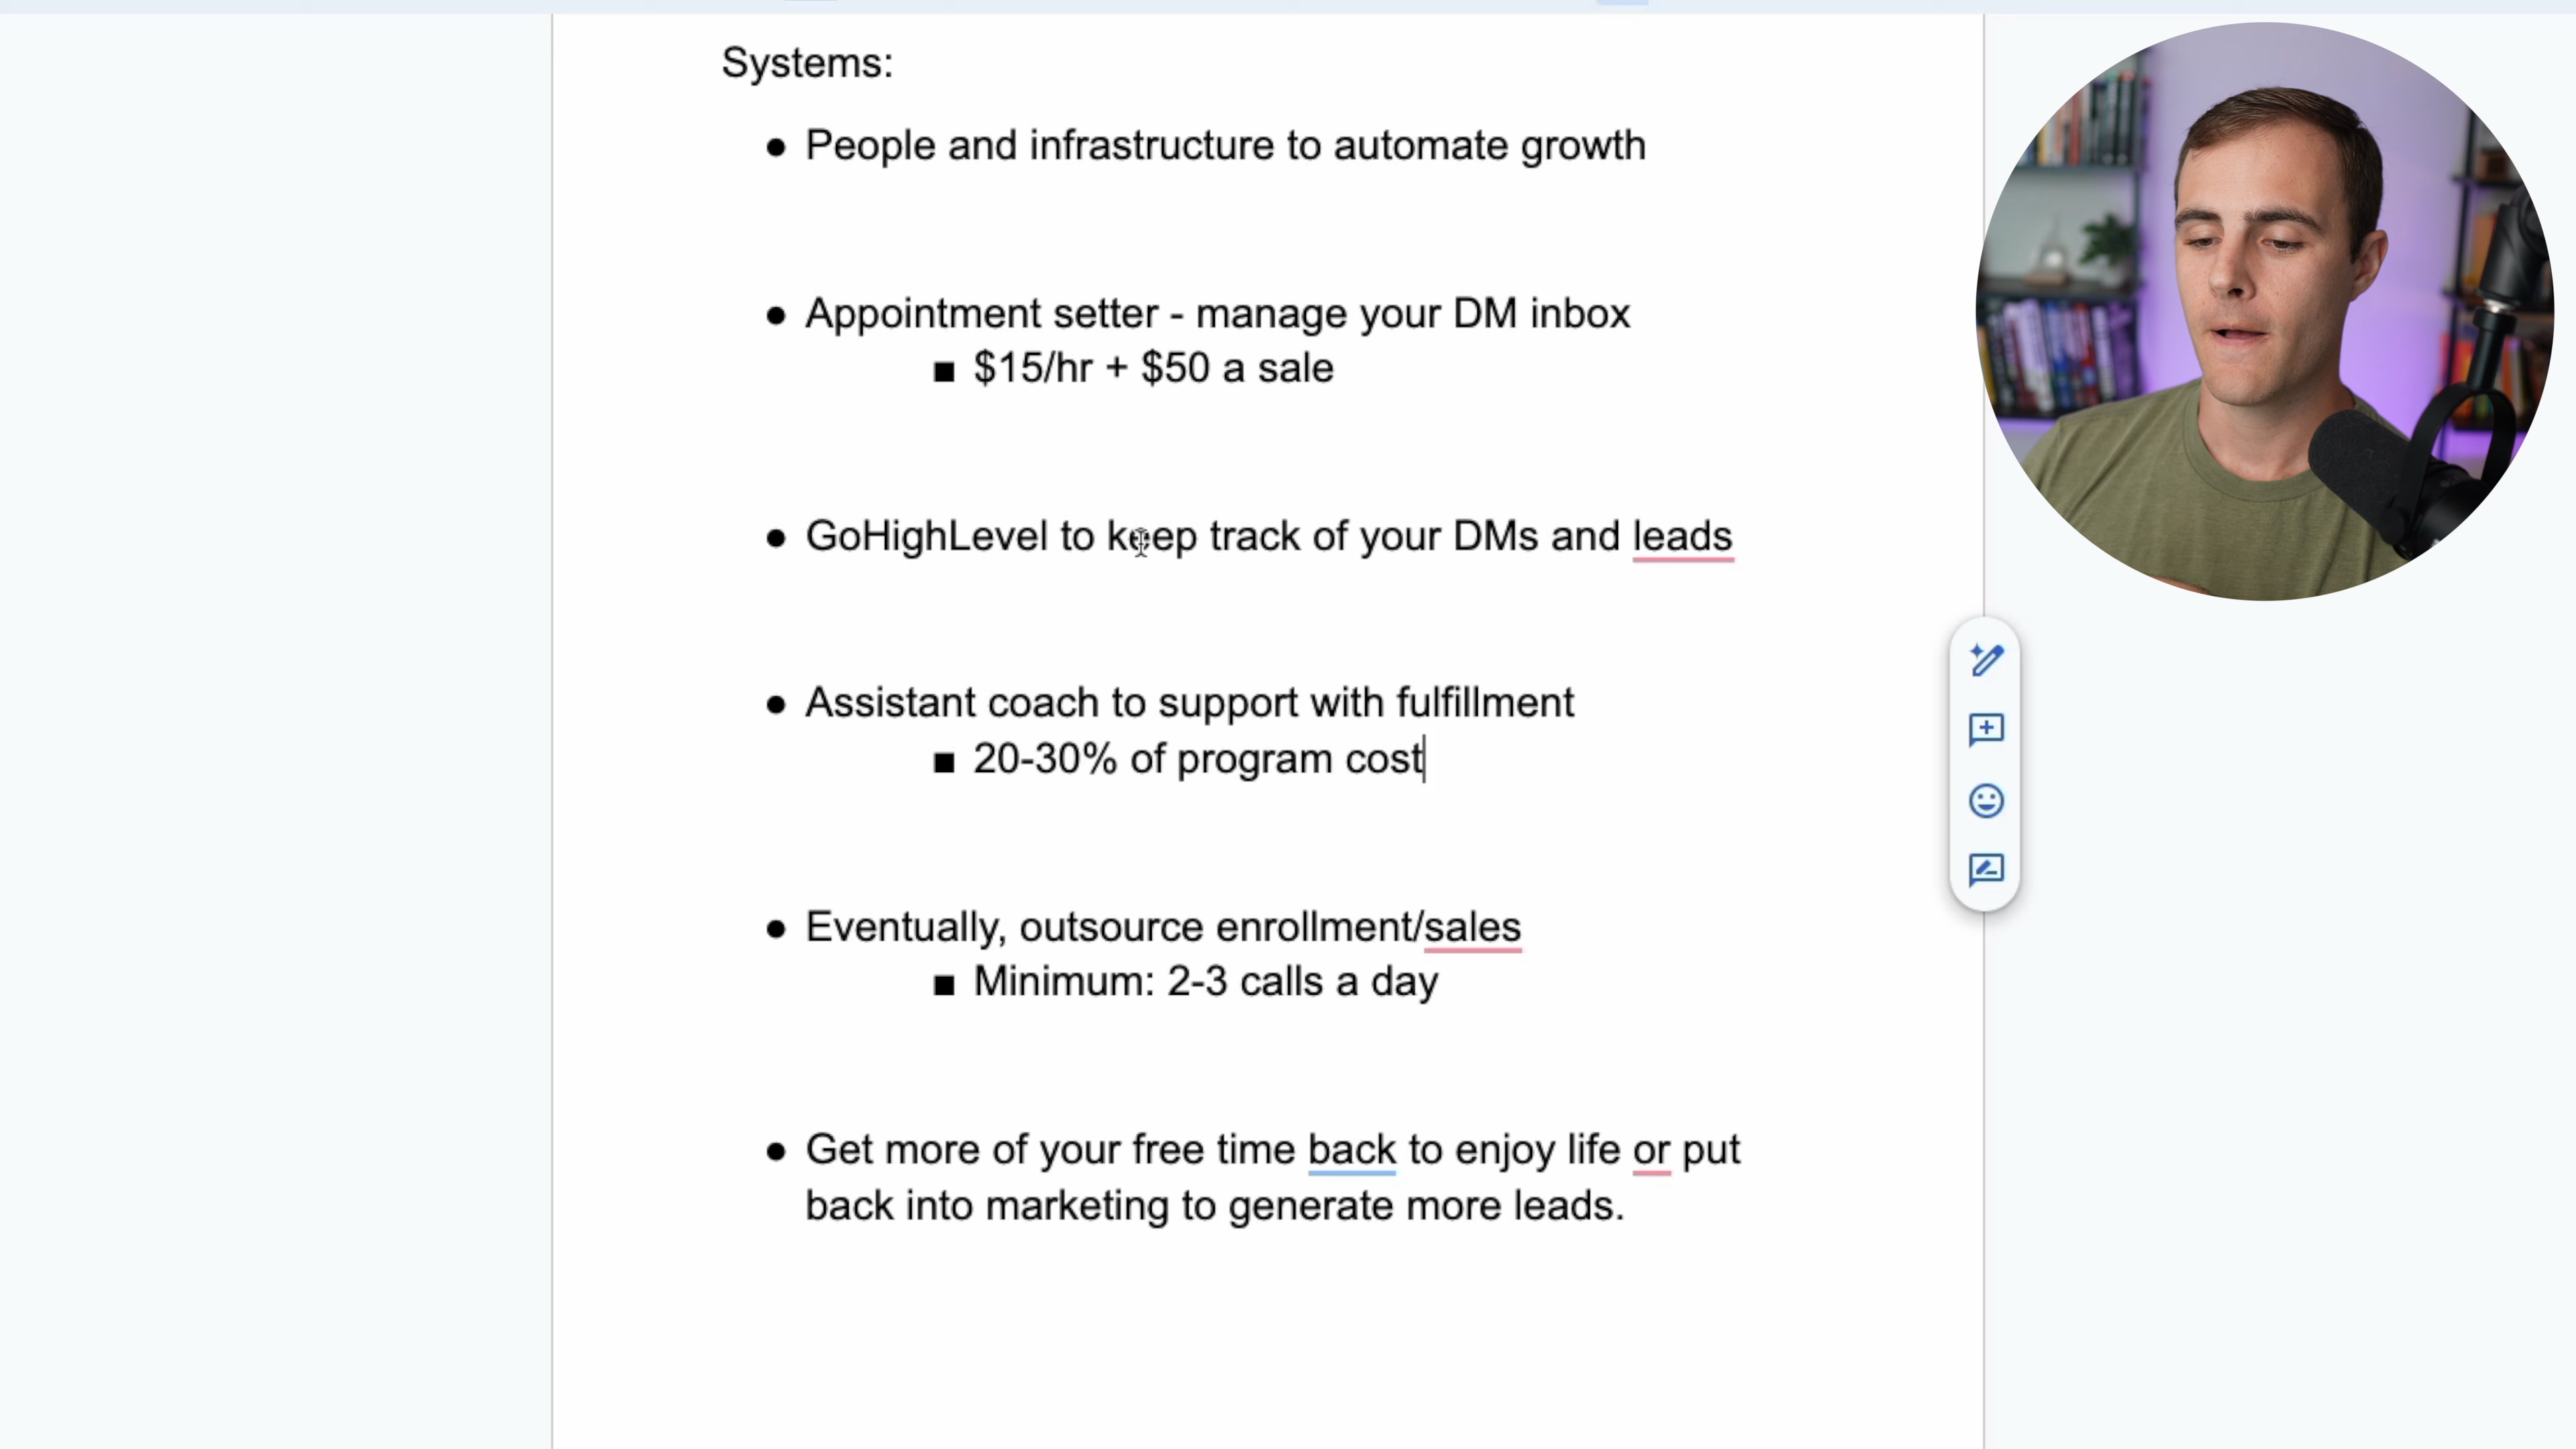 Systems:
● People and infrastructure to automate growth
● Appointment setter - manage your DM inbox
■ $15/hr + $50 a sale
● GoHighLevel to keep track of your DMs and leads
● Assistant coach to support with fulfillment
■ 20-30% of program cost
● Eventually, outsource enrollment/sales
■ Minimum: 2-3 calls a day
● Get more of your free time back to enjoy life or put
back into marketing to generate more leads.